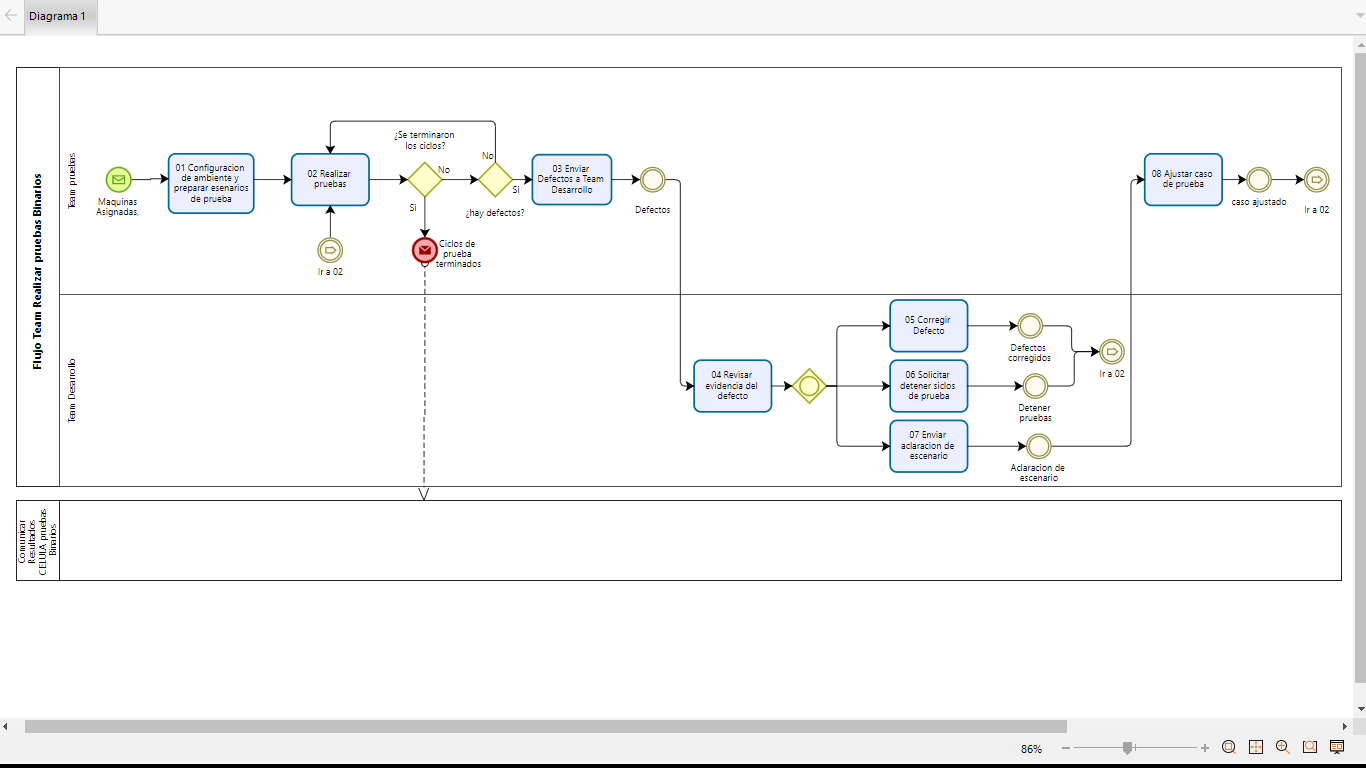 Diagrama 1
Flujo Team Realizar pruebas Binarios
Team pruebas
Maquinas
Asignadas,
01 Configuracion
de ambiente y
preparar esenarios
de prueba
02 Realizar
pruebas
Ir a 02
¿Se terminaron
los ciclos?
No
Si
Ciclos de
prueba
terminados
No
Si
¿hay defectos?
03 Enviar
Defectos a Team
Desarrollo
Defectos
08 Ajustar caso
de prueba
caso ajustado
Ir a 02
Team Desarrollo
04 Revisar
evidencia del
defecto
05 Corregir
Defecto
Defectos
corregidos
06 Solicitar
detener siclos
de prueba
Detener
pruebas
Ir a 02
07 Enviar
aclaracion de
escenario
Aclaracion de
escenario
Comunicar
Resultados
CELULA pruebas
Binarios
86%